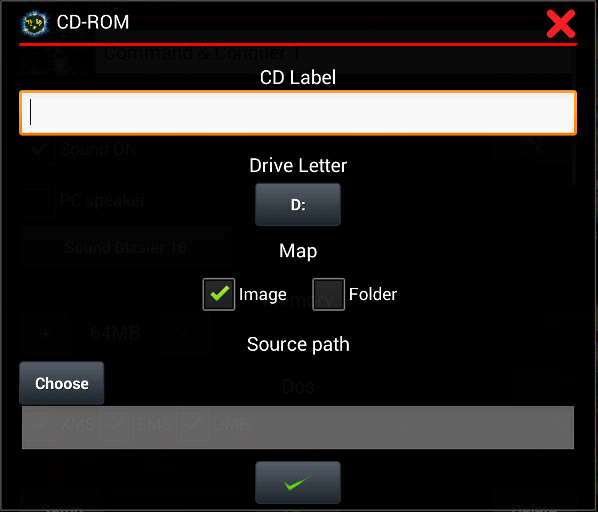 CD-ROM
Command & Conquer 1
CD Label
Sound ON
Drive Letter
PC speaker
D:
Map
Sound Blaster 16
Image Folder
64MB
Source path
Choose
Dos
XMS EMS UMB